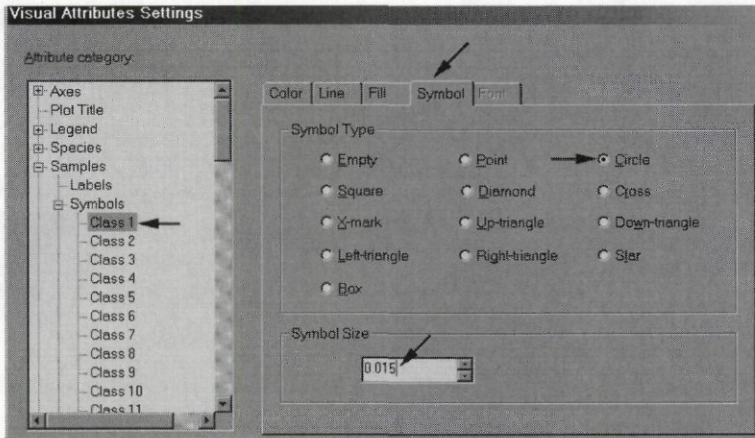 Visual Attributes Settings
Attribute category:
Axes
Plot Title
Legend
Species
Samples
Labels
Symbols
Class 1
Class 2
Class 3
Class 4
Class 5
Class 6
Class 7
Class 8
Class 9
Class 10
Class 11
Color Line Fill Symbol Font
Symbol Type
Empty Point Circle
Square Diamond Cross
X-mark Up-triangle Down-triangle
Left-triangle Right-triangle Star
Box
Symbol Size
0.015